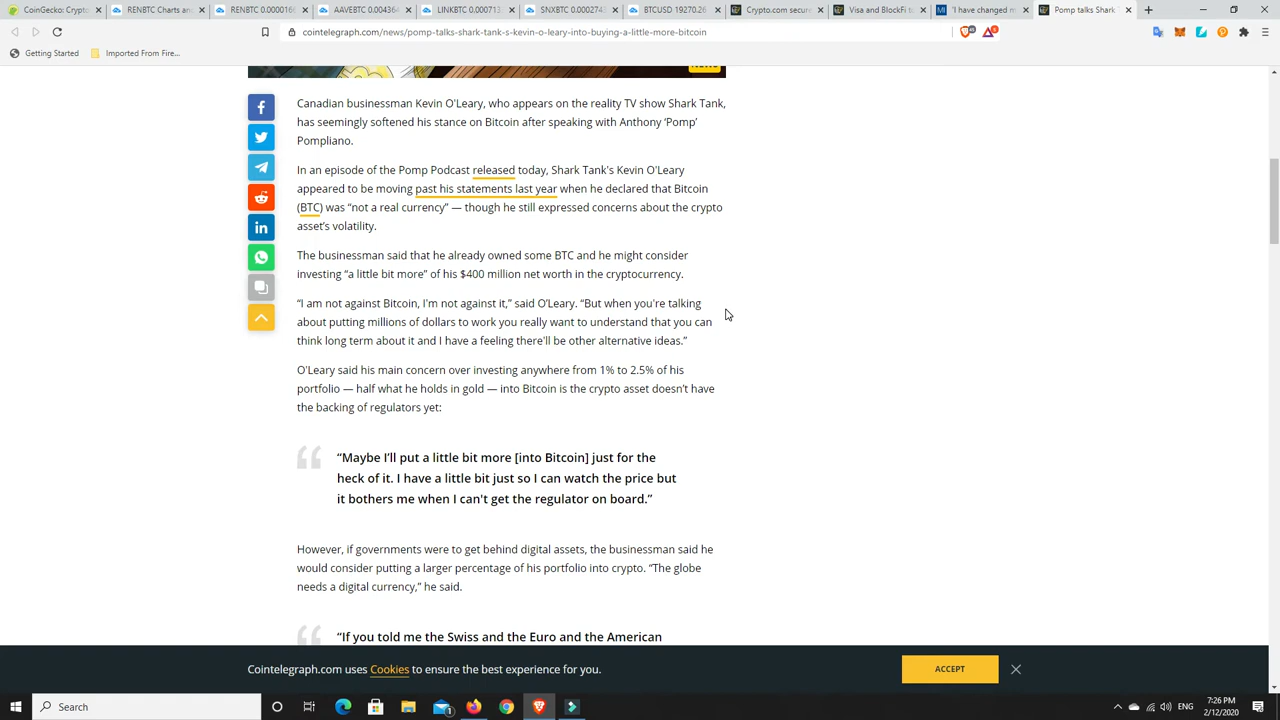 CoinGecko: Crypto
RENBTC Charts and
RENBTC 0.0000166
AAVEBTC 0.004364
LINKBTC 0.000713
SNXBTC 0.0002743
BTCUSD 19270.26
Crypto.com secure
Visa and BlockFi to
"I have changed m
Pomp talks Shark
cointelegraph.com/news/pomp-talks-shark-tank-s-kevin-o-leary-into-buying-a-little-more-bitcoin
Getting Started
Imported From Fire...
NEWS
Canadian businessman Kevin O'Leary, who appears on the reality TV show Shark Tank,
has seemingly softened his stance on Bitcoin after speaking with Anthony ‘Pomp’
Pompliano.
In an episode of the Pomp Podcast released today, Shark Tank's Kevin O'Leary
appeared to be moving past his statements last year when he declared that Bitcoin
(BTC) was “not a real currency” — though he still expressed concerns about the crypto
asset’s volatility.
The businessman said that he already owned some BTC and he might consider
investing “a little bit more” of his $400 million net worth in the cryptocurrency.
“I am not against Bitcoin, I'm not against it,” said O’Leary. “But when you're talking
about putting millions of dollars to work you really want to understand that you can
think long term about it and I have a feeling there'll be other alternative ideas.”
O'Leary said his main concern over investing anywhere from 1% to 2.5% of his
portfolio — half what he holds in gold — into Bitcoin is the crypto asset doesn’t have
the backing of regulators yet:
“Maybe I’ll put a little bit more [into Bitcoin] just for the
heck of it. I have a little bit just so I can watch the price but
it bothers me when I can't get the regulator on board.”
However, if governments were to get behind digital assets, the businessman said he
would consider putting a larger percentage of his portfolio into crypto. “The globe
needs a digital currency,” he said.
“If you told me the Swiss and the Euro and the American
Cointelegraph.com uses Cookies to ensure the best experience for you.
ACCEPT
Search
ENG
7:26 PM
2/12/2020